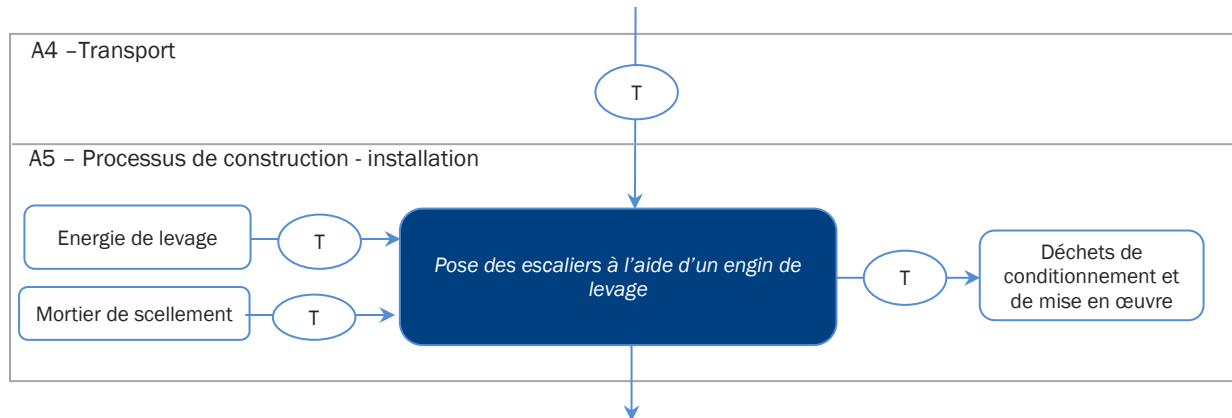 A4 –Transport
T
A5 – Processus de construction - installation
Energie de levage
T
Mortier de scellement
T
Pose des escaliers à l’aide d’un engin de
levage
T
Déchets de
conditionnement et
de mise en œuvre